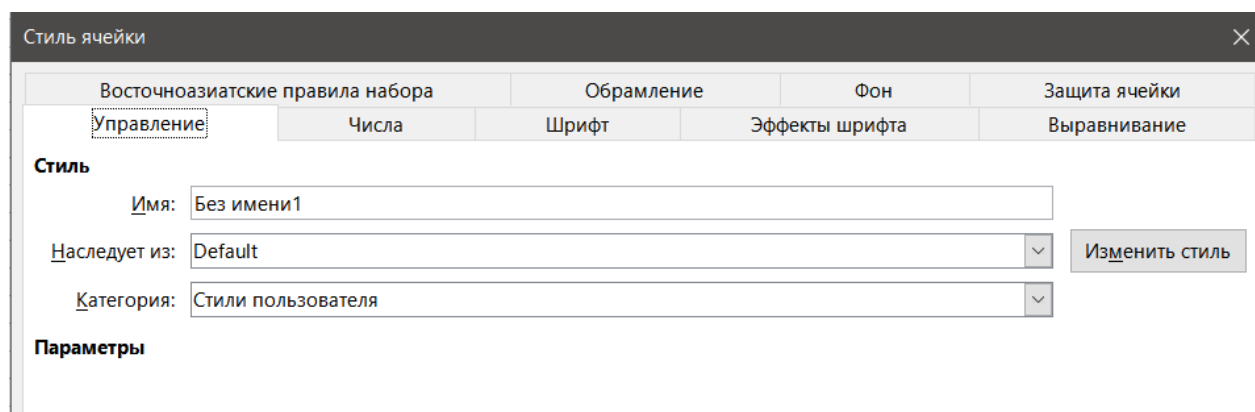 Стиль ячейки
Восточноазиатские правила набора Обрамление Фон Защита ячейки
Управление Числа Шрифт Эффекты шрифта Выравнивание
Стиль
Имя: Без имени1
Наследует из: Default Изменить стиль
Категория: Стили пользователя
Параметры